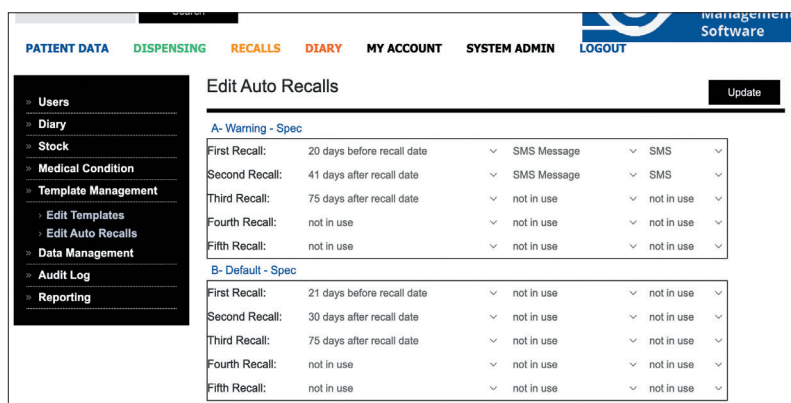 Search
Management
Software
PATIENT DATA DISPENSING RECALLS DIARY MY ACCOUNT SYSTEM ADMIN LOGOUT
Edit Auto Recalls
Update
» Users
» Diary
» Stock
» Medical Condition
» Template Management
› Edit Templates
› Edit Auto Recalls
» Data Management
» Audit Log
» Reporting
A- Warning - Spec
First Recall: 20 days before recall date SMS Message SMS
Second Recall: 41 days after recall date SMS Message SMS
Third Recall: 75 days after recall date not in use not in use
Fourth Recall: not in use not in use not in use
Fifth Recall: not in use not in use not in use
B- Default - Spec
First Recall: 21 days before recall date not in use not in use
Second Recall: 30 days after recall date not in use not in use
Third Recall: 75 days after recall date not in use not in use
Fourth Recall: not in use not in use not in use
Fifth Recall: not in use not in use not in use